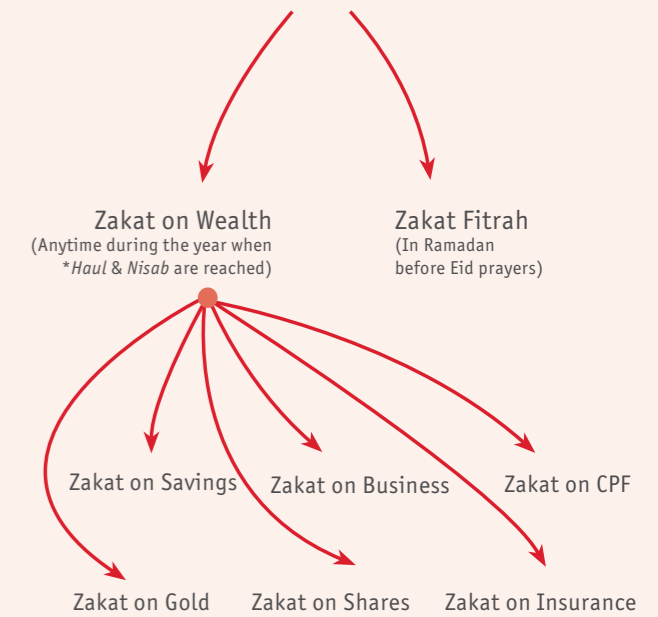 Zakat on Wealth
(Anytime during the year when
*Haul & Nisab are reached)
Zakat Fitrah
(In Ramadan
before Eid prayers)
Zakat on Savings
Zakat on Business
Zakat on CPF
Zakat on Gold
Zakat on Shares
Zakat on Insurance